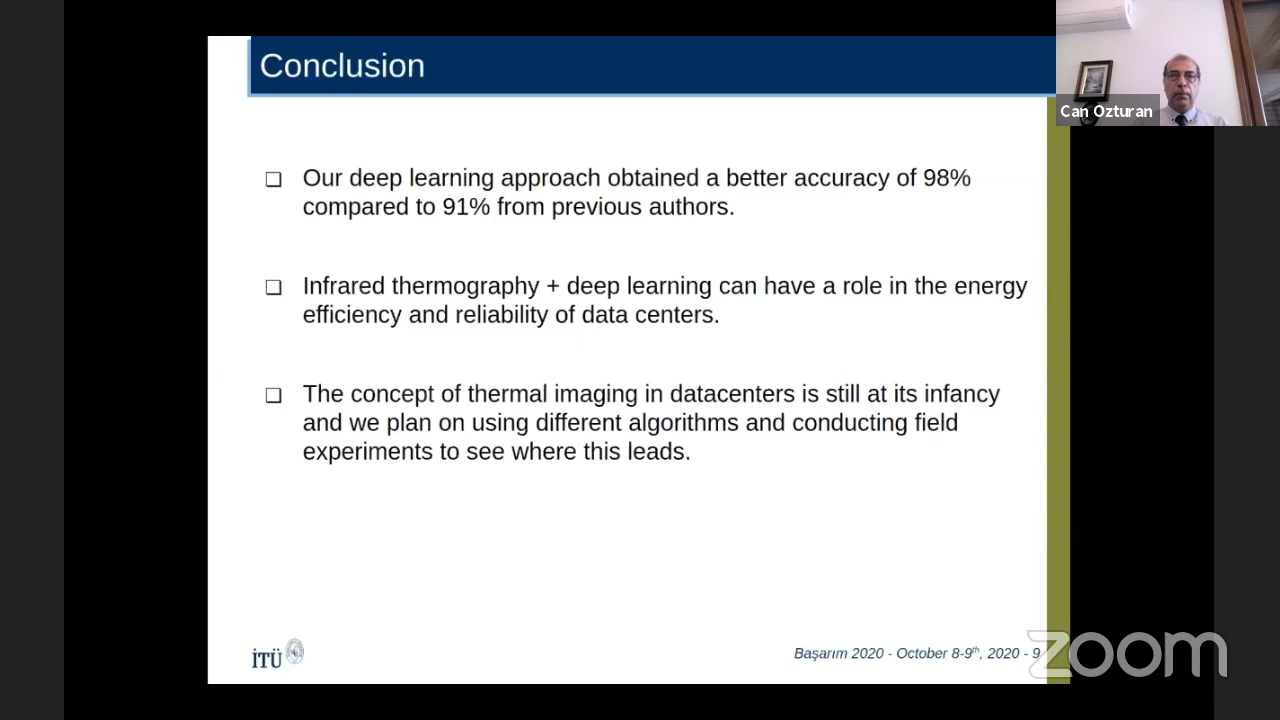 Conclusion
Can Ozturan
❏ Our deep learning approach obtained a better accuracy of 98%
compared to 91% from previous authors.
❏ Infrared thermography + deep learning can have a role in the energy
efficiency and reliability of data centers.
❏ The concept of thermal imaging in datacenters is still at its infancy
and we plan on using different algorithms and conducting field
experiments to see where this leads.
İTÜ
Başarım 2020 - October 8-9th, 2020 - 9
zoom